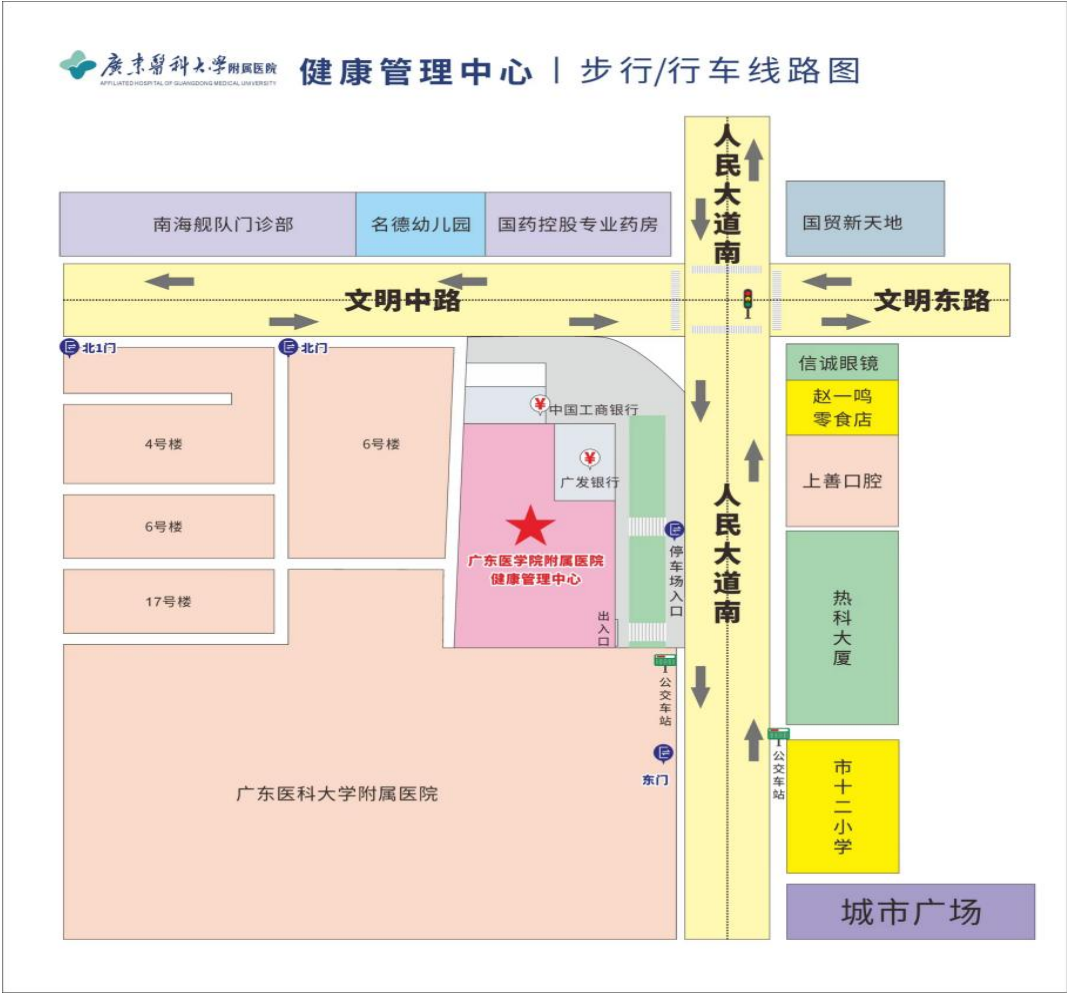 廣東醫科大学附属医院
AFFILIATED HOSPITAL OF GUANGDONG MEDICAL UNIVERSITY
健康管理中心 | 步行/行车线路图
人民大道南
南海舰队门诊部
名德幼儿园
国药控股专业药房
国贸新天地
文明中路
文明东路
北1门
北门
信诚眼镜
赵一鸣
零食店
中国工商银行
4号楼
6号楼
广发银行
上善口腔
人民大道南
6号楼
广东医学院附属医院
健康管理中心
停车场入口
17号楼
出入口
热科大厦
公交车站
东门
公交车站
广东医科大学附属医院
市十二小学
城市广场